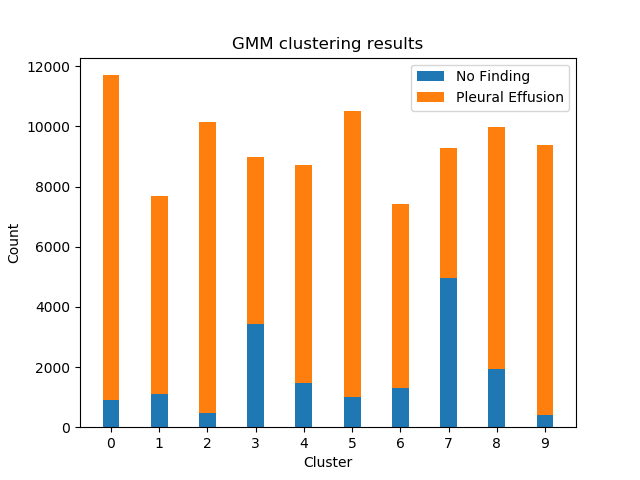 GMM clustering results
No Finding
Pleural Effusion
12000
10000
8000
6000
4000
2000
0
Count
0 1 2 3 4 5 6 7 8 9
Cluster